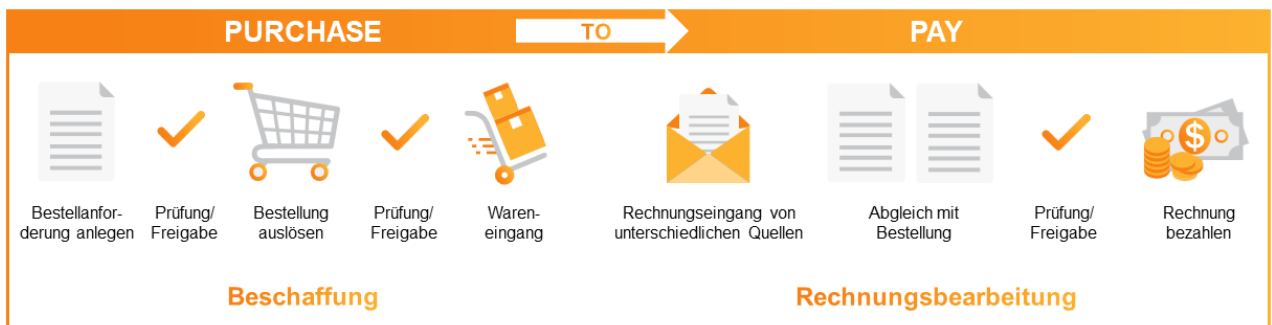 PURCHASE TO PAY
Bestellanfor-
derung anlegen
Prüfung/
Freigabe
Bestellung
auslösen
Prüfung/
Freigabe
Waren-
eingang
Rechnungseingang von
unterschiedlichen Quellen
Abgleich mit
Bestellung
Prüfung/
Freigabe
Rechnung
bezahlen
$
Beschaffung
Rechnungsbearbeitung